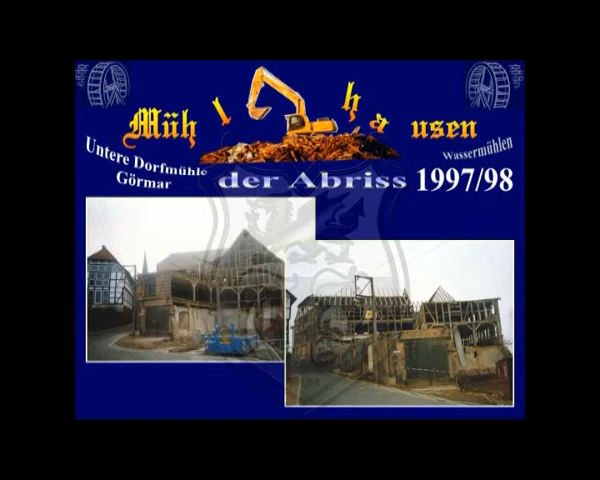 Mühlhausen
Untere Dorfmühle
Görmar
Wassermühlen
der Abriss 1997/98